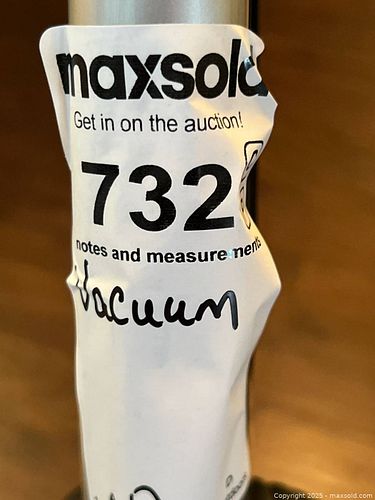 maxsold
Get in on the auction!
732
notes and measurements
Vacuum
Copyright 2025 - maxsold.com